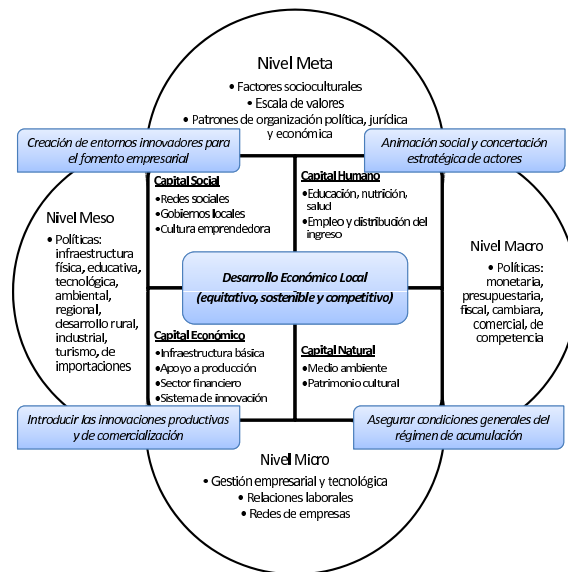 Nivel Meta
• Factores socioculturales
• Escala de valores
• Patrones de organización política, jurídica
y económica
Creación de entornos innovadores para
el fomento empresarial
Animación social y concertación
estratégica de actores
Capital Social
•Redes sociales
•Gobiernos locales
•Cultura emprendedora
Capital Humano
•Educación, nutrición,
salud
•Empleo y distribución del
ingreso
Nivel Meso
• Políticas:
infraestructura
física, educativa,
tecnológica,
ambiental,
regional,
desarrollo rural,
industrial,
turismo, de
importaciones
Desarrollo Económico Local
(equitativo, sostenible y competitivo)
Nivel Macro
• Políticas:
monetaria,
presupuestaria,
fiscal, cambiara,
comercial, de
competencia
Capital Económico
•Infraestructura básica
•Apoyo a producción
•Sector financiero
•Sistema de innovación
Capital Natural
•Medio ambiente
•Patrimonio cultural
Introducir las innovaciones productivas
y de comercialización
Asegurar condiciones generales del
régimen de acumulación
Nivel Micro
• Gestión empresarial y tecnológica
• Relaciones laborales
• Redes de empresas